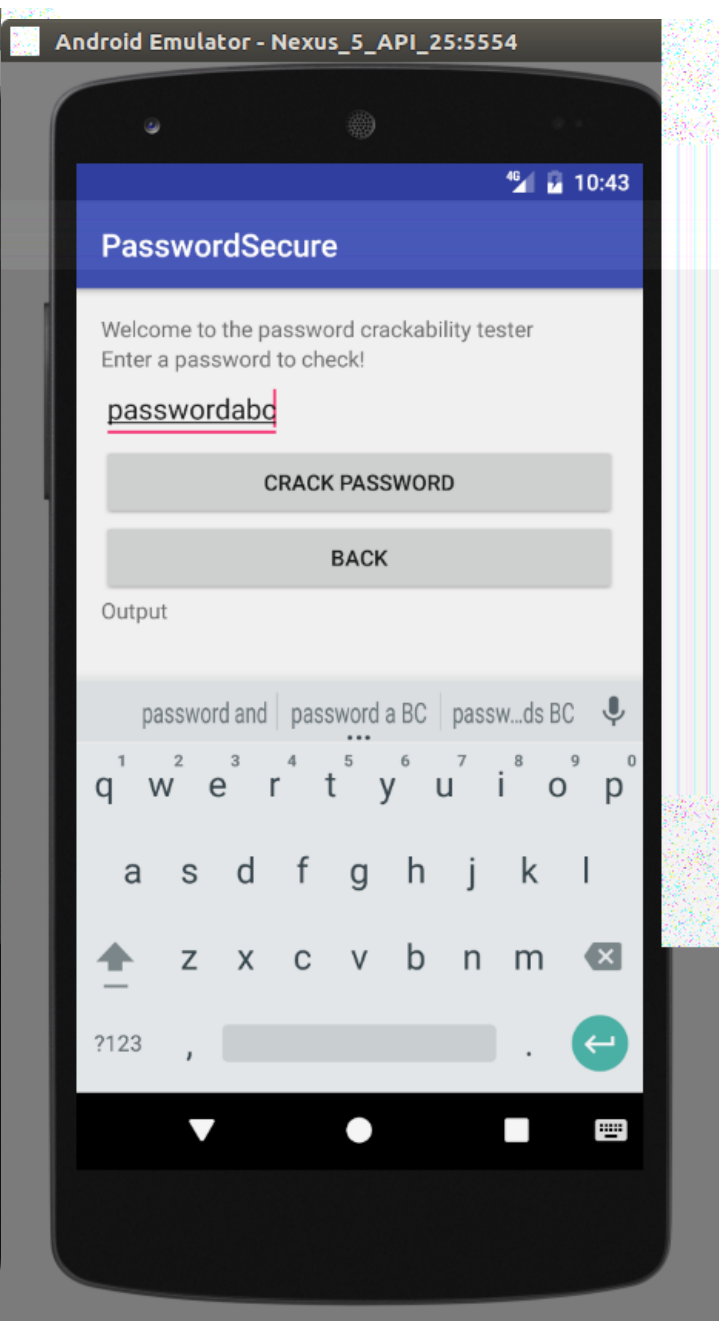 Android Emulator - Nexus_5_API_25:5554
4G 10:43
PasswordSecure
Welcome to the password crackability tester
Enter a password to check!
passwordabc
CRACK PASSWORD
BACK
Output
password and password a BC passw...ds BC
1 2 3 4 5 6 7 8 9 0
q w e r t y u i o p
a s d f g h j k l
z x c v b n m
?123 , .